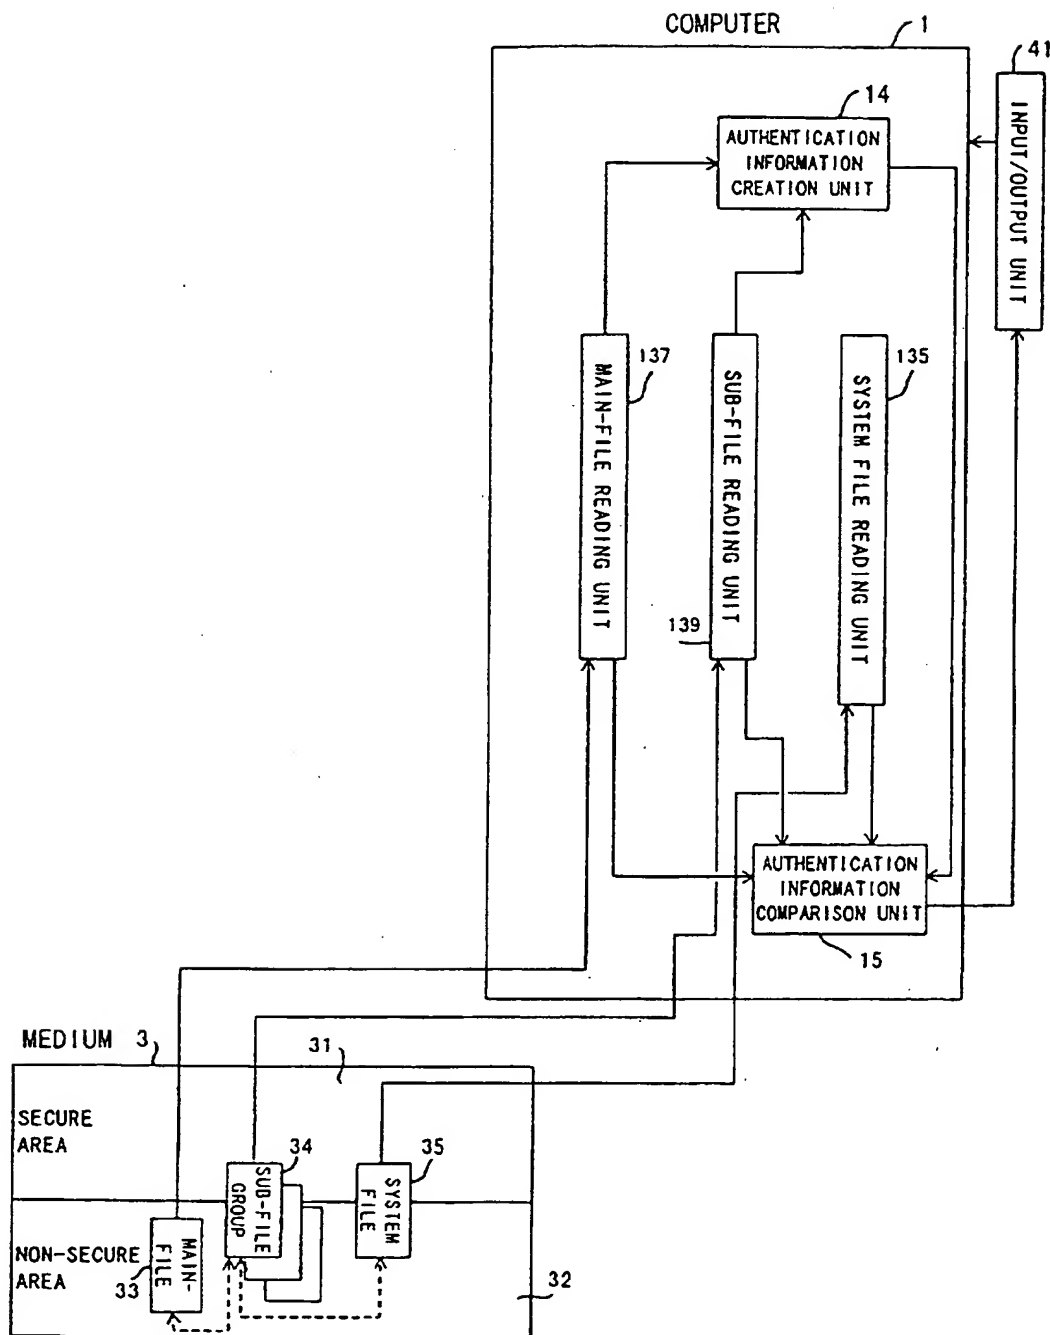 COMPUTER
1
41
14
AUTHENTICATION
INFORMATION
CREATION UNIT
INPUT/OUTPUT UNIT
137
MAIN-FILE READING UNIT
SUB-FILE READING UNIT
139
135
SYSTEM FILE READING UNIT
AUTHENTICATION
INFORMATION
COMPARISON UNIT
15
MEDIUM
3
31
SECURE
AREA
34
SUB-FILE
GROUP
35
SYSTEM
FILE
NON-SECURE
AREA
33
MAIN-
FILE
32